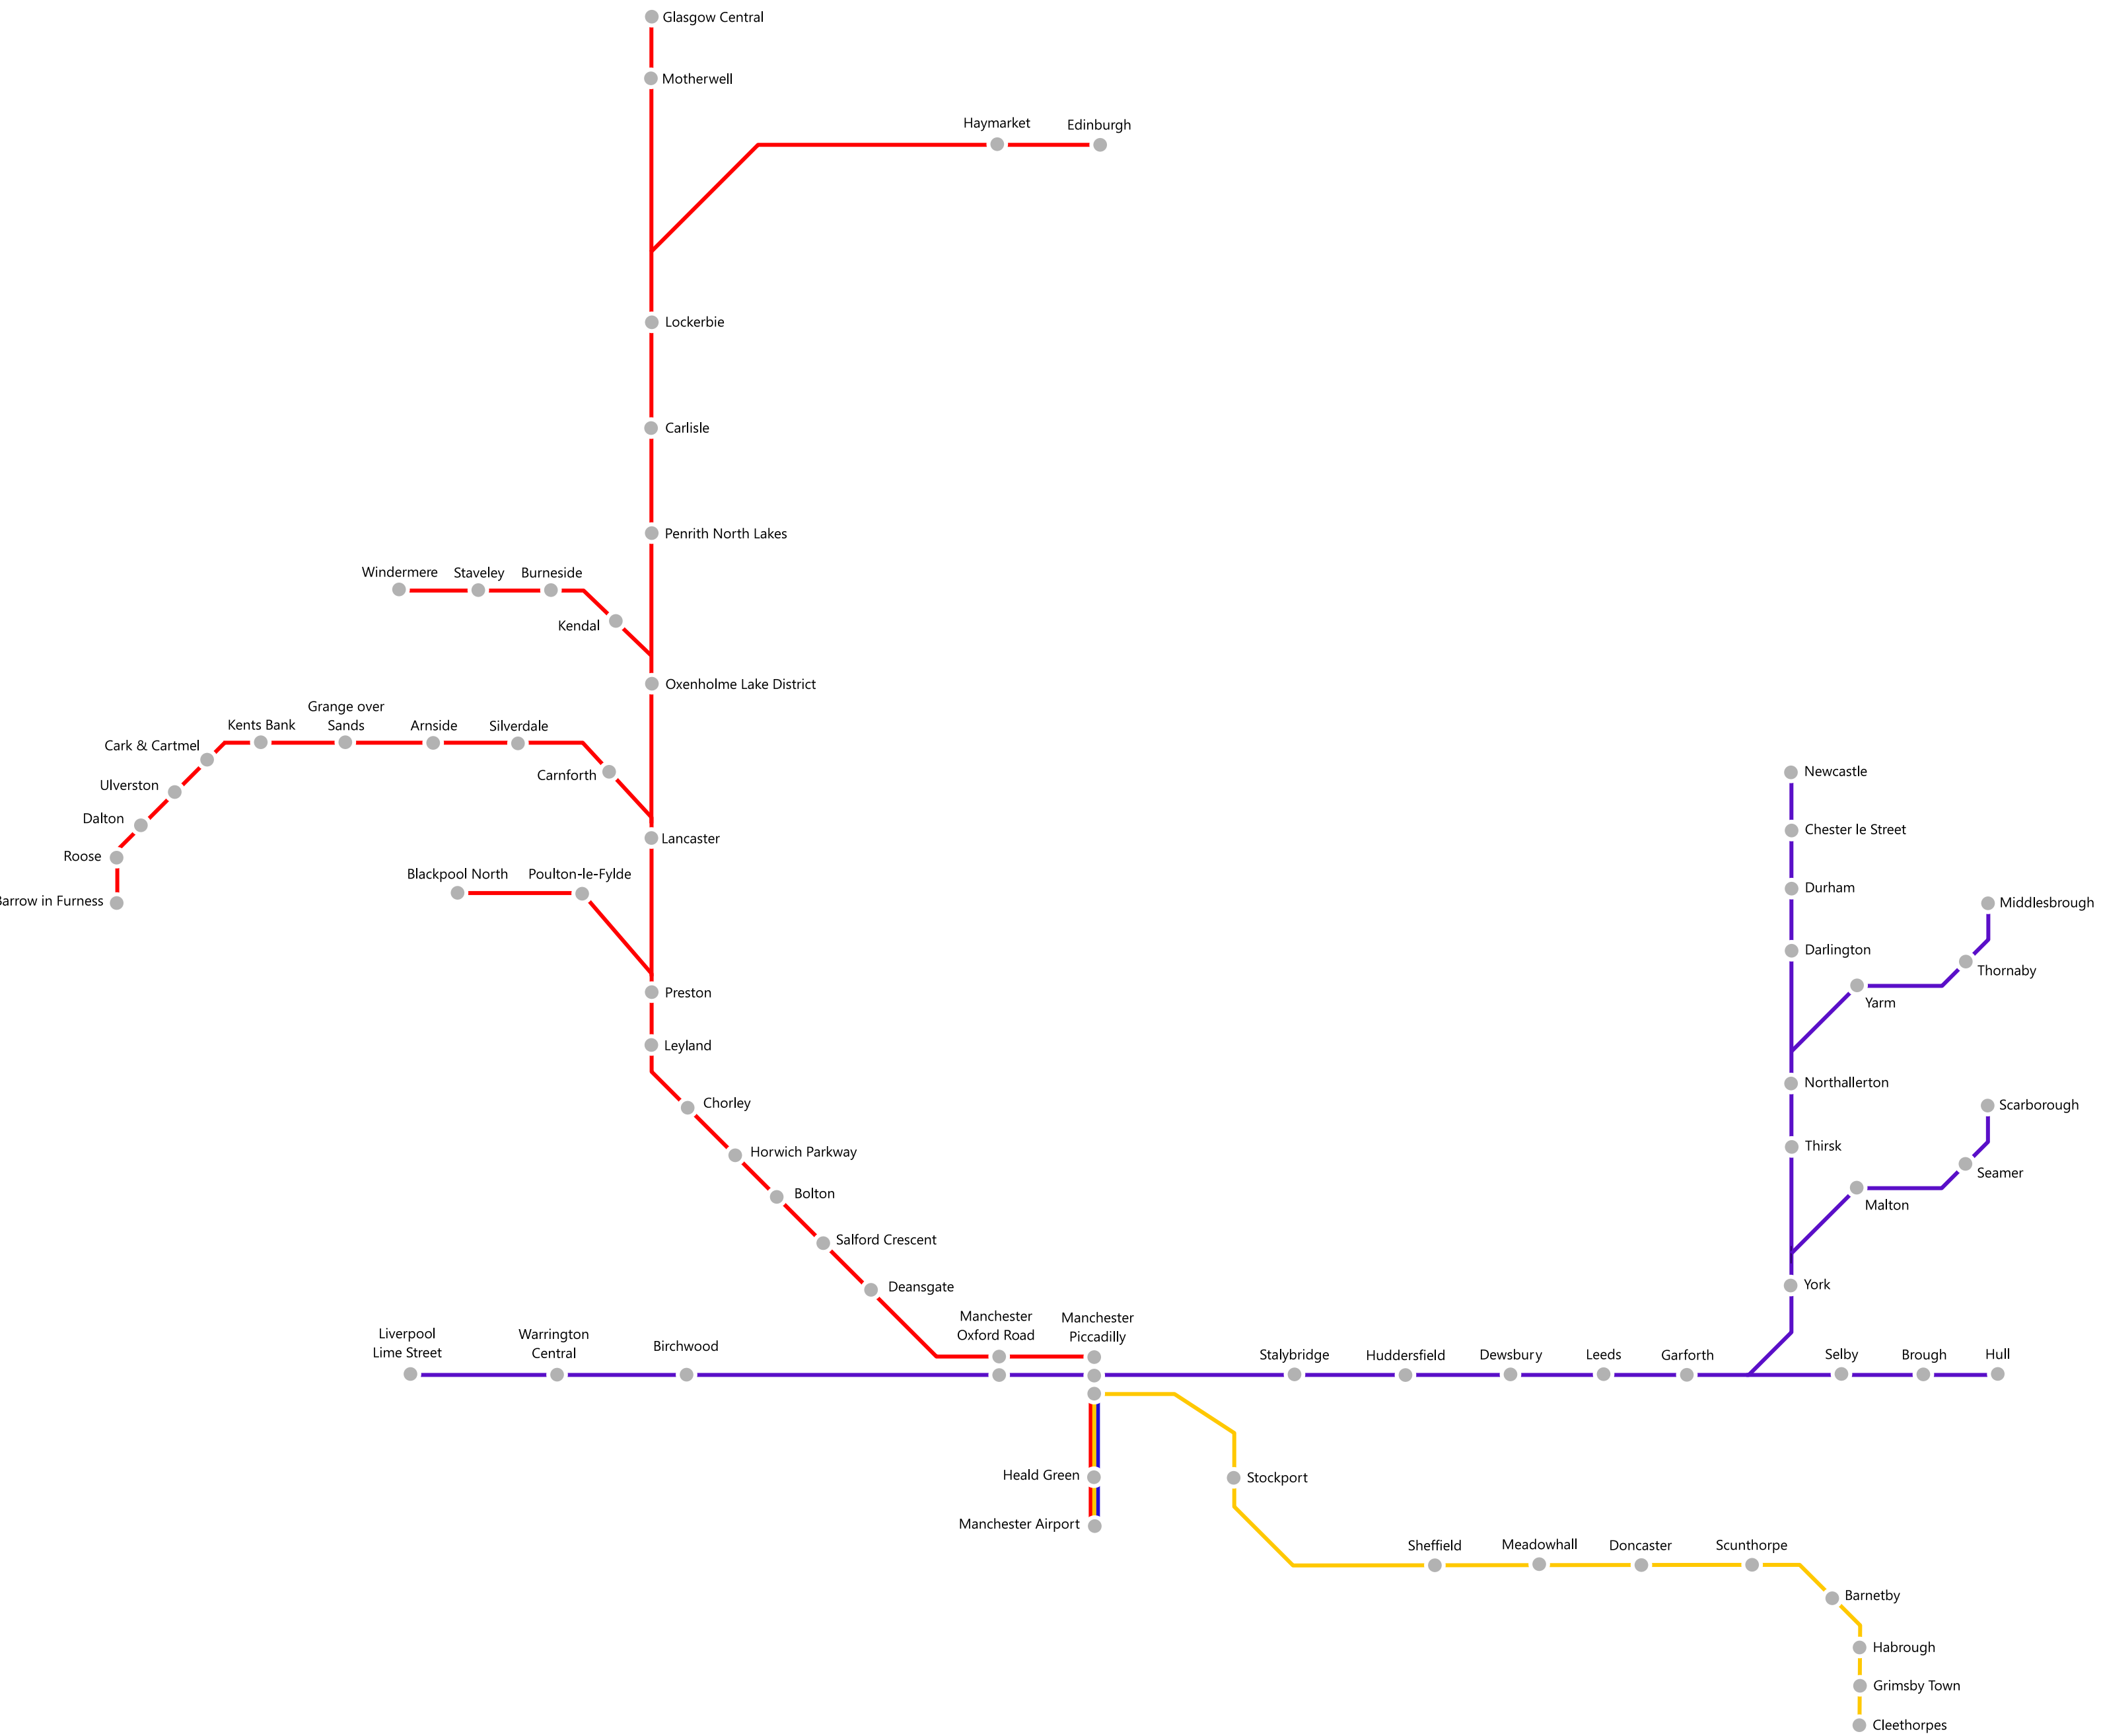 Glasgow Central
Motherwell
Haymarket
Edinburgh
Lockerbie
Carlisle
Penrith North Lakes
Windermere
Staveley
Burneside
Kendal
Oxenholme Lake District
Grange over
Sands
Kents Bank
Arnside
Silverdale
Cark & Cartmel
Carnforth
Ulverston
Dalton
Roose
Barrow in Furness
Lancaster
Blackpool North
Poulton-le-Fylde
Preston
Leyland
Chorley
Horwich Parkway
Bolton
Salford Crescent
Deansgate
Manchester
Oxford Road
Manchester
Piccadilly
Newcastle
Chester le Street
Durham
Middlesbrough
Darlington
Thornaby
Yarm
Northallerton
Scarborough
Thirsk
Seamer
Malton
York
Liverpool
Lime Street
Warrington
Central
Birchwood
Stalybridge
Huddersfield
Dewsbury
Leeds
Garforth
Selby
Brough
Hull
Heald Green
Stockport
Manchester Airport
Sheffield
Meadowhall
Doncaster
Scunthorpe
Barnetby
Habrough
Grimsby Town
Cleethorpes